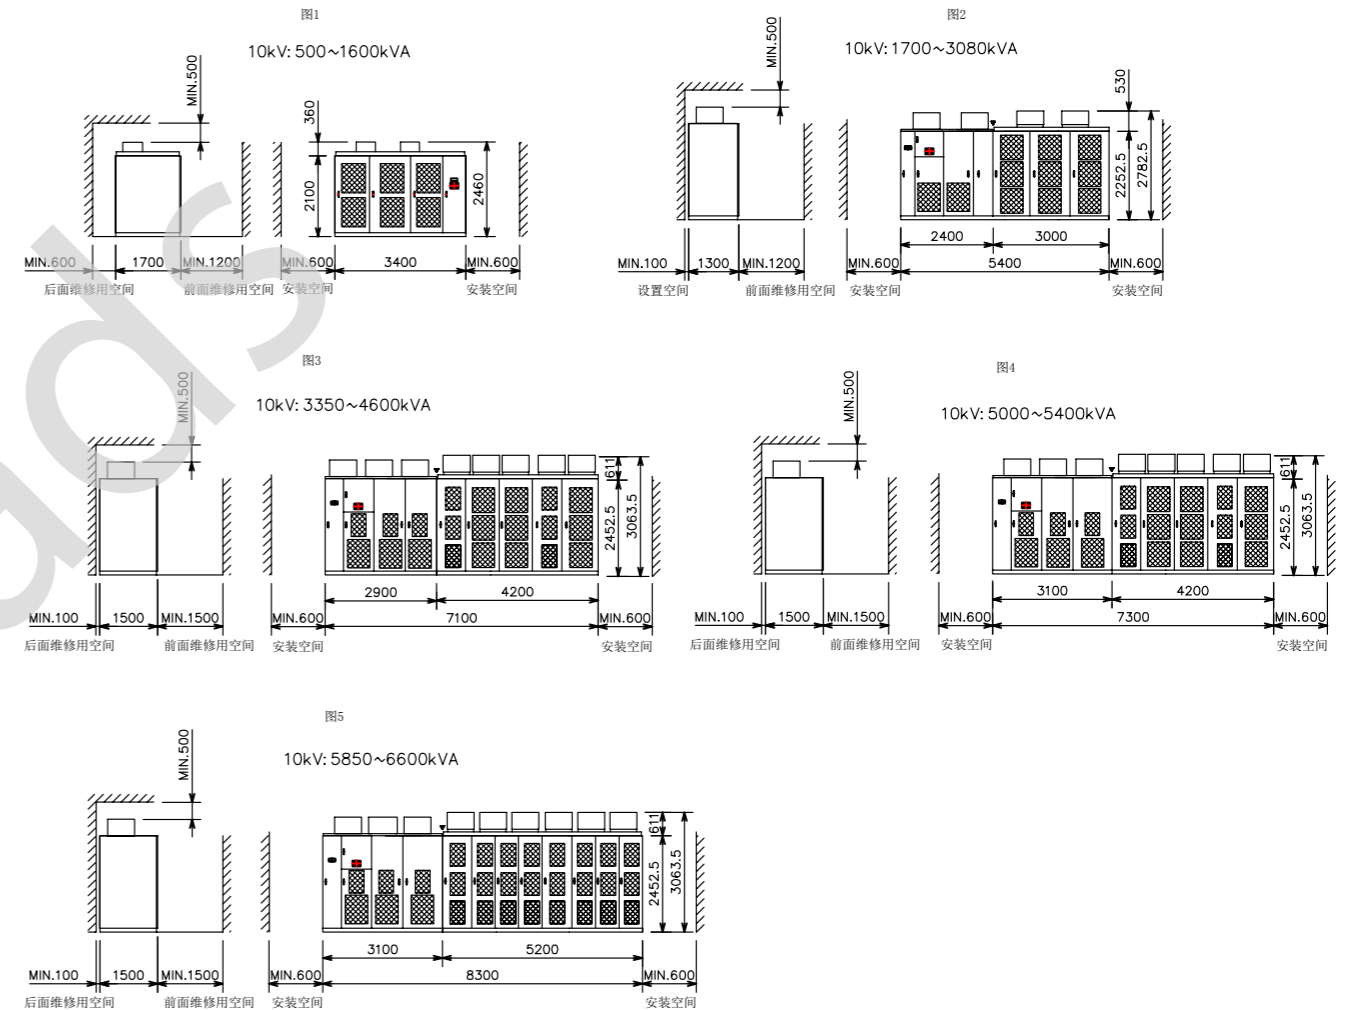 图1
10kV: 500~1600kVA
MIN.500
360
2100
2460
MIN.600
1700
MIN.1200
MIN.600
3400
MIN.600
后面维修用空间
前面维修用空间
安装空间
安装空间
图2
10kV: 1700~3080kVA
MIN.500
530
2252.5
2782.5
2400
3000
MIN.100
1300
MIN.1200
MIN.600
5400
MIN.600
设置空间
前面维修用空间
安装空间
安装空间
图3
10kV: 3350~4600kVA
MIN.500
611
2452.5
3063.5
2900
4200
MIN.100
1500
MIN.1500
MIN.600
7100
MIN.600
后面维修用空间
前面维修用空间
安装空间
安装空间
图4
10kV: 5000~5400kVA
MIN.500
611
2452.5
3063.5
3100
4200
MIN.100
1500
MIN.1500
MIN.600
7300
MIN.600
后面维修用空间
前面维修用空间
安装空间
安装空间
图5
10kV: 5850~6600kVA
MIN.500
611
2452.5
3063.5
3100
5200
MIN.100
1500
MIN.1500
MIN.600
8300
MIN.600
后面维修用空间
前面维修用空间
安装空间
安装空间
ads